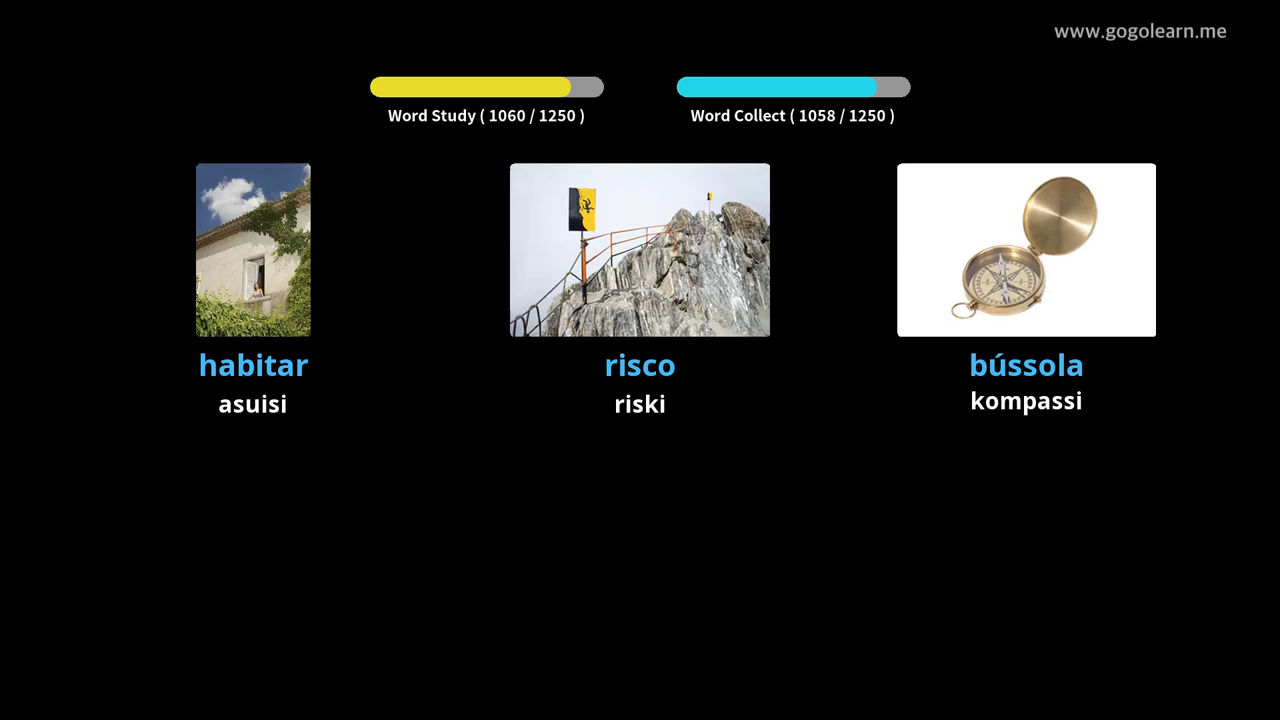 www.gogolearn.me
Word Study ( 1060 / 1250 )
Word Collect ( 1058 / 1250 )
habitar
asuisi
risco
riski
bússola
kompassi